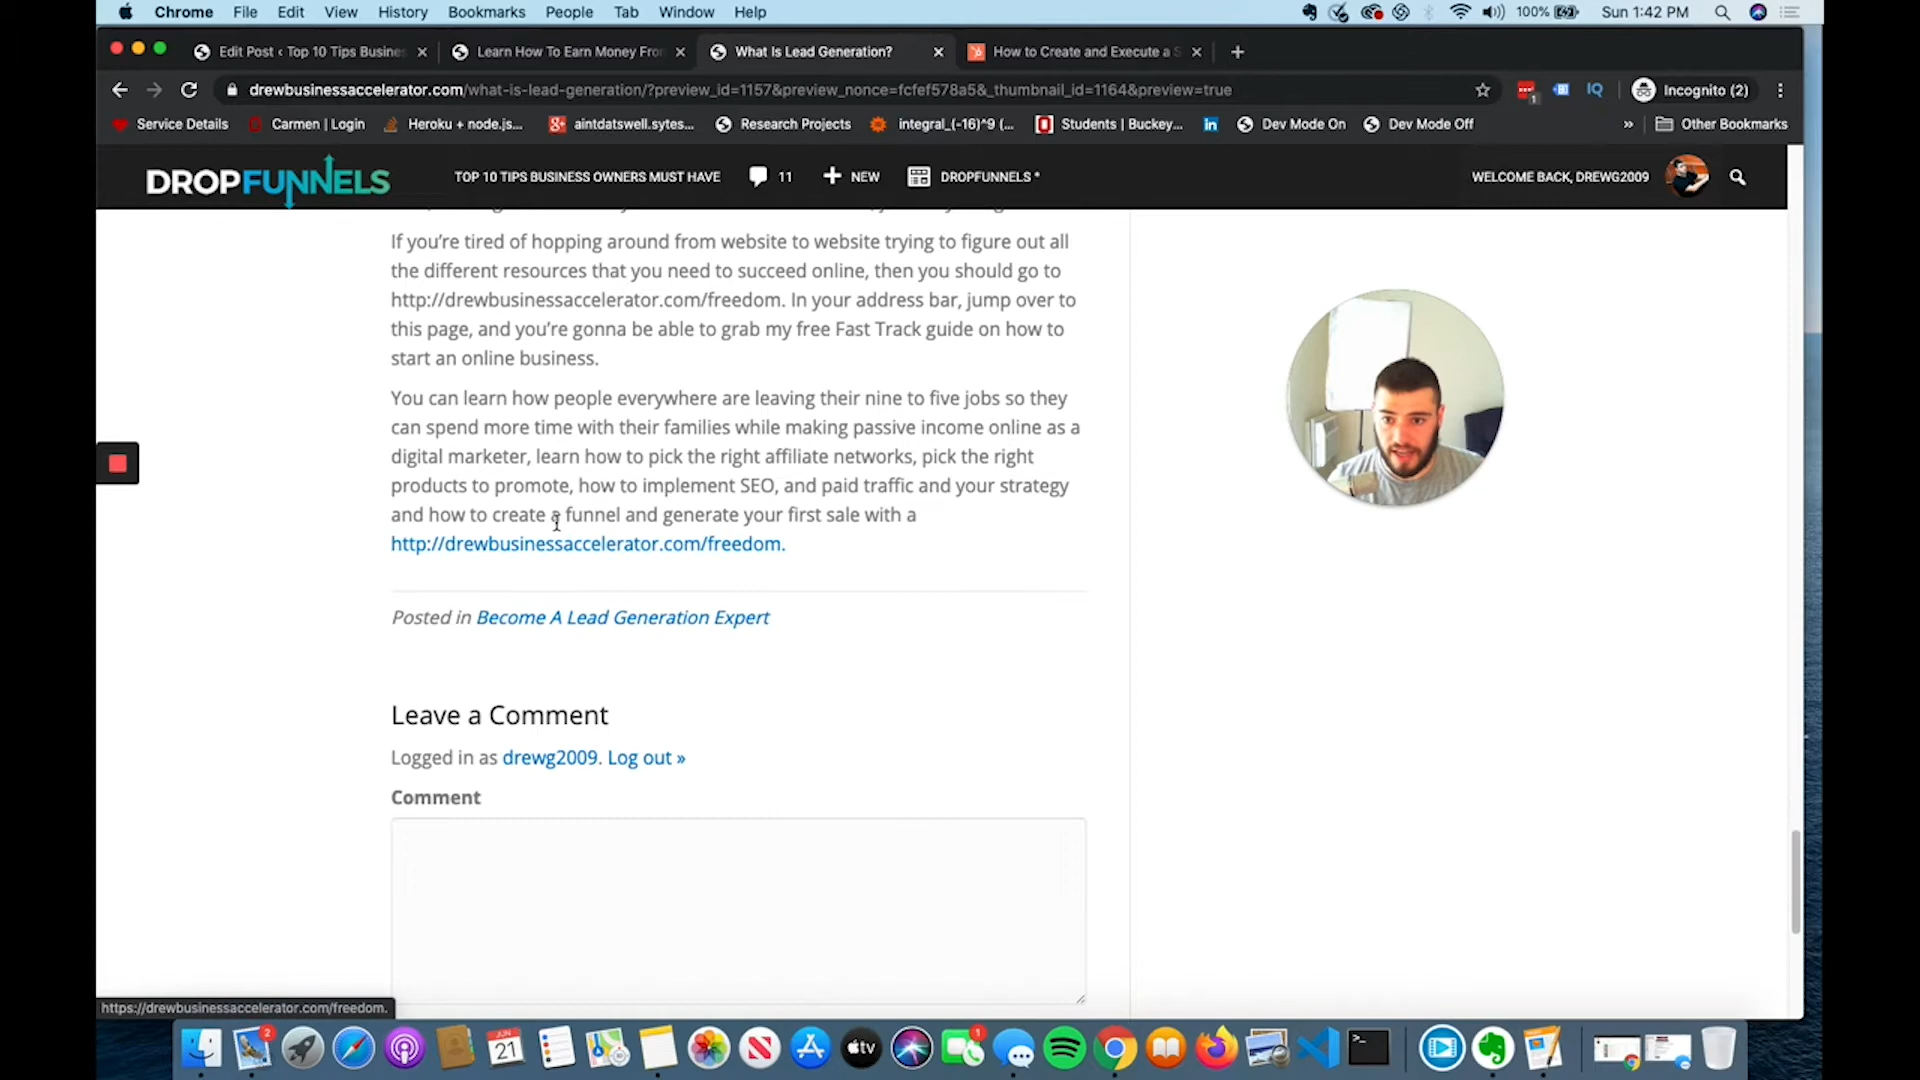 Chrome File Edit View History Bookmarks People Tab Window Help
100% Sun 1:42 PM
Edit Post ‹ Top 10 Tips Busines
Learn How To Earn Money Fro
What Is Lead Generation?
How to Create and Execute a S
drewbusinessaccelerator.com/what-is-lead-generation/?preview_id=1157&preview_nonce=fcfef578a5&_thumbnail_id=1164&preview=true
1
IQ
Incognito (2)
Service Details
Carmen | Login
Heroku + node.js...
aintdatswell.sytes...
Research Projects
integral_(-16)^9 (...
Students | Buckey...
in
Dev Mode On
Dev Mode Off
»
Other Bookmarks
DROPFUNNELS
TOP 10 TIPS BUSINESS OWNERS MUST HAVE
11
NEW
DROPFUNNELS *
WELCOME BACK, DREWG2009
If you're tired of hopping around from website to website trying to figure out all
the different resources that you need to succeed online, then you should go to
http://drewbusinessaccelerator.com/freedom. In your address bar, jump over to
this page, and you're gonna be able to grab my free Fast Track guide on how to
start an online business.
You can learn how people everywhere are leaving their nine to five jobs so they
can spend more time with their families while making passive income online as a
digital marketer, learn how to pick the right affiliate networks, pick the right
products to promote, how to implement SEO, and paid traffic and your strategy
and how to create a funnel and generate your first sale with a
http://drewbusinessaccelerator.com/freedom.
Posted in Become A Lead Generation Expert
Leave a Comment
Logged in as drewg2009. Log out »
Comment
https://drewbusinessaccelerator.com/freedom.
2
JUN
21
tv
1